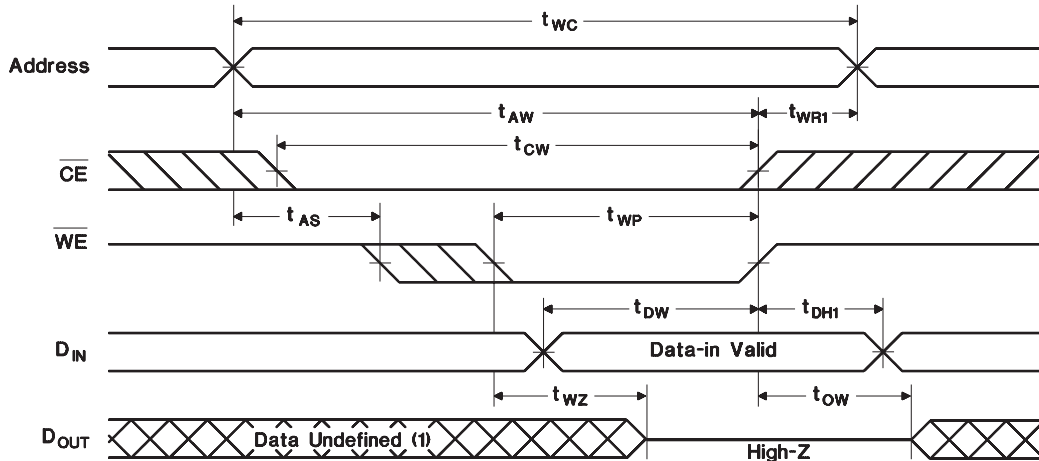 tWC
Address
tAW
tWR1
tCW
CE
tAS
tWP
WE
tDW
tDH1
DIN
Data-in Valid
tWZ
tOW
DOUT
Data Undefined (1)
High-Z